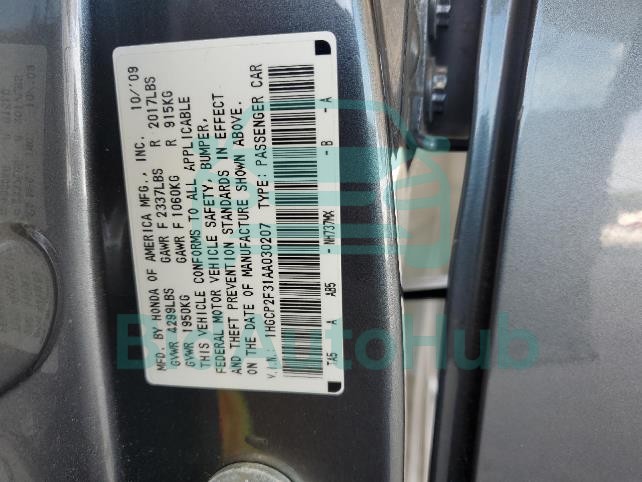 MFD. BY HONDA OF AMERICA MFG., INC. 10/'09
GVWR 4299LBS GAWR F 2337LBS R 2017LBS
GVWR 1950KG GAWR F 1060KG R 915KG
THIS VEHICLE CONFORMS TO ALL APPLICABLE
FEDERAL MOTOR VEHICLE SAFETY, BUMPER,
AND THEFT PREVENTION STANDARDS IN EFFECT
ON THE DATE OF MANUFACTURE SHOWN ABOVE.
V.I.N.: 1HGCP2F31AA030207 TYPE: PASSENGER CAR
TA5 - A A85 - NH737MX - B - A
BidAutoHub